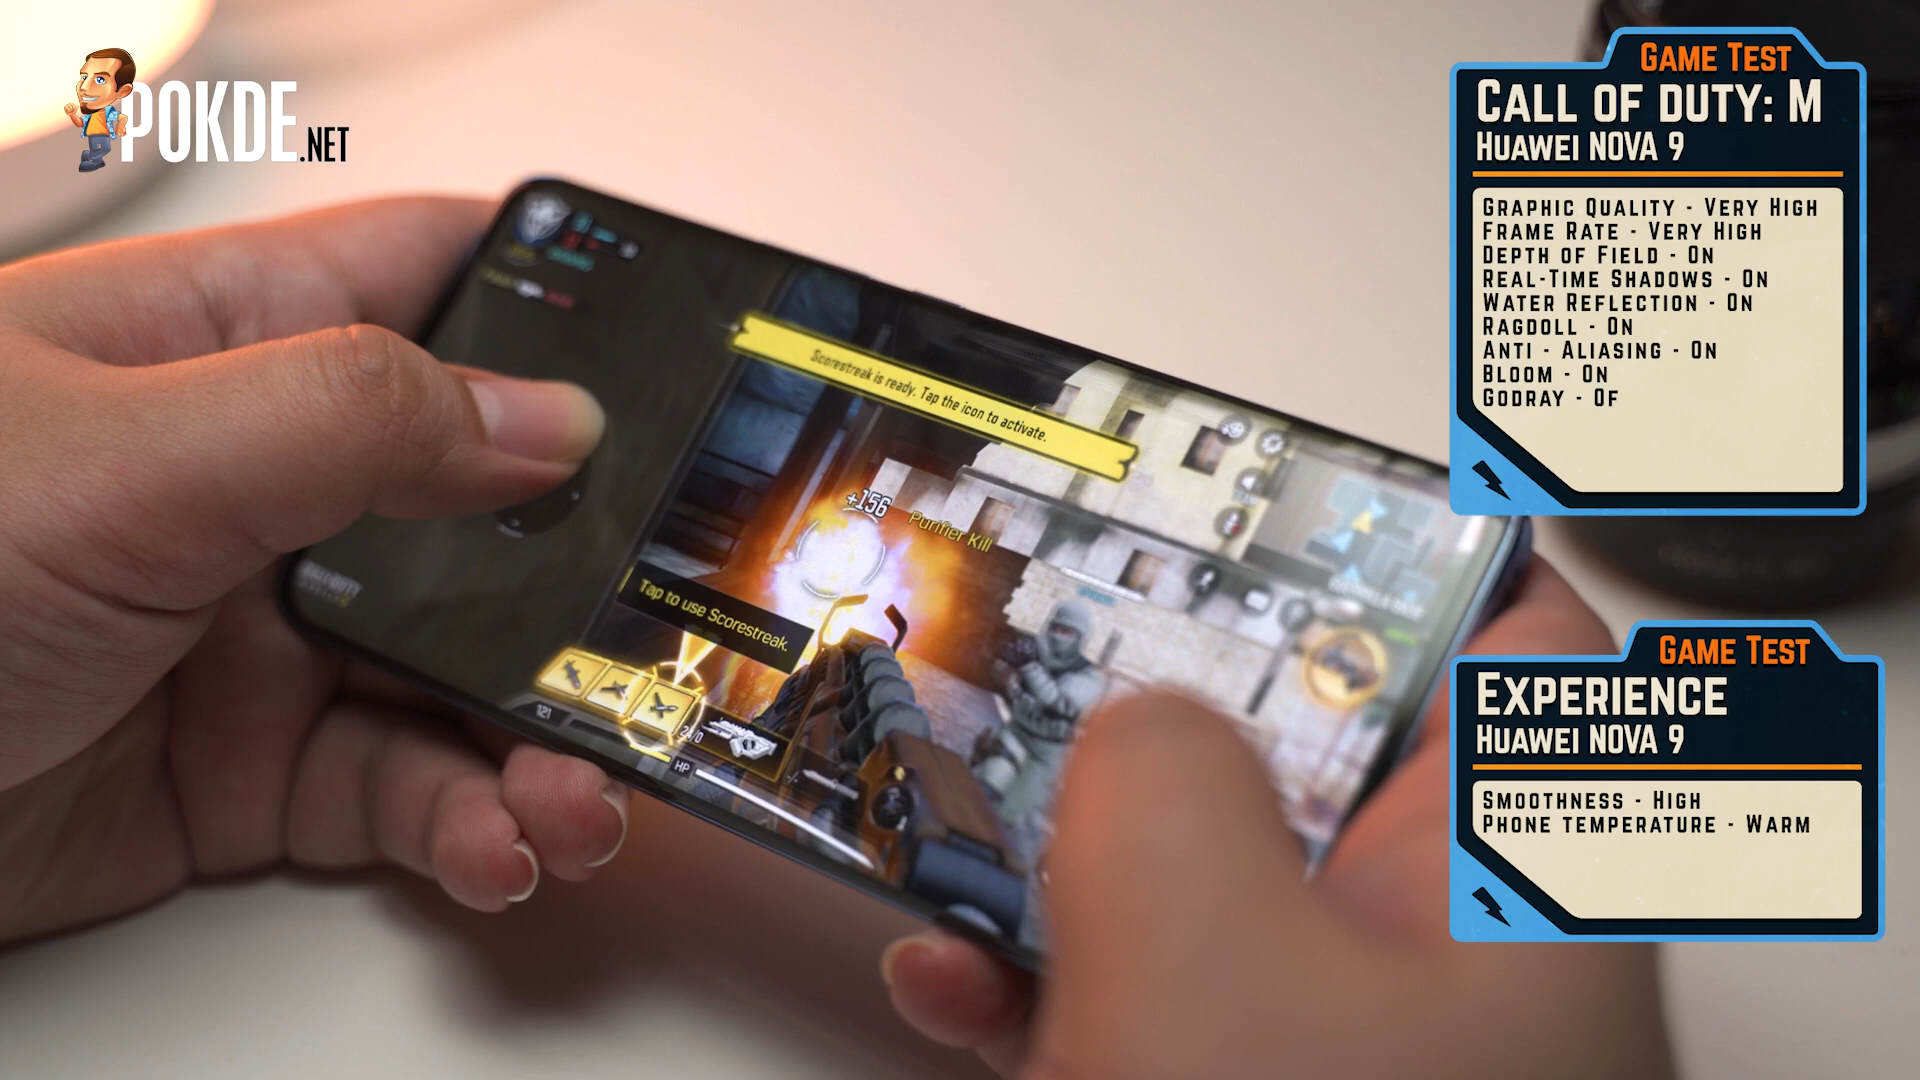 POKDE.NET
GAME TEST
CALL OF DUTY: M
HUAWEI NOVA 9
GRAPHIC QUALITY - VERY HIGH
FRAME RATE - VERY HIGH
DEPTH OF FIELD - ON
REAL-TIME SHADOWS - ON
WATER REFLECTION - ON
RAGDOLL - ON
ANTI - ALIASING - ON
BLOOM - ON
GODRAY - OF
Scorestreak is ready. Tap the icon to activate.
+156
Purifier Kill
Tap to use Scorestreak.
121
HP
GAME TEST
EXPERIENCE
HUAWEI NOVA 9
SMOOTHNESS - HIGH
PHONE TEMPERATURE - WARM